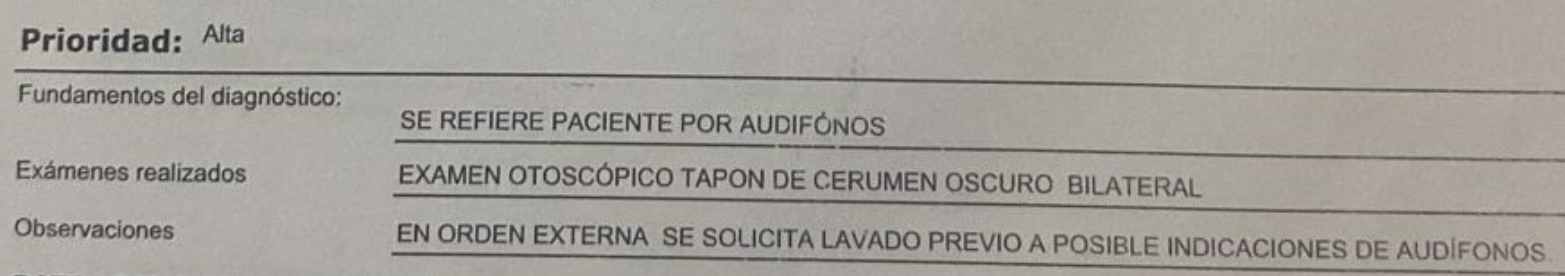 Prioridad: Alta
Fundamentos del diagnóstico:
SE REFIERE PACIENTE POR AUDIFÓNOS
Exámenes realizados EXAMEN OTOSCÓPICO TAPON DE CERUMEN OSCURO BILATERAL
Observaciones EN ORDEN EXTERNA SE SOLICITA LAVADO PREVIO A POSIBLE INDICACIONES DE AUDÍFONOS.